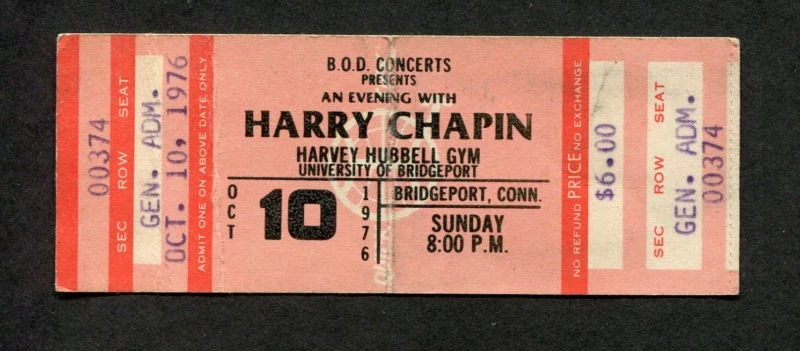 00374
SEC ROW SEAT
GEN. ADM.
OCT. 10, 1976
ADMIT ONE ON ABOVE DATE ONLY
B.O.D. CONCERTS
PRESENTS
AN EVENING WITH
HARRY CHAPIN
HARVEY HUBBELL GYM
UNIVERSITY OF BRIDGEPORT
OCT
10
1976
BRIDGEPORT, CONN.
SUNDAY
8:00 P.M.
NO REFUND PRICE NO EXCHANGE
$6.00
SEC ROW SEAT
GEN. ADM.
00374